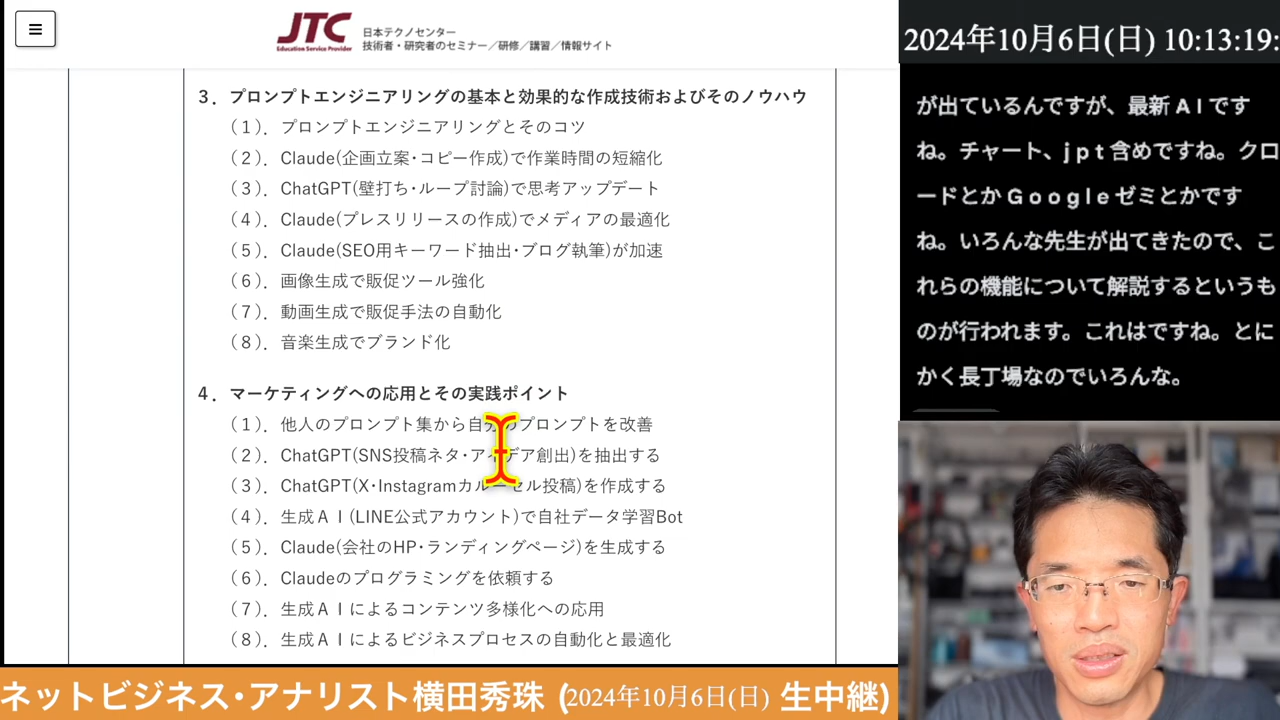 JTC
Education Service Provider
日本テクノセンター
技術者・研究者のセミナー／研修／講習／情報サイト
３．プロンプトエンジニアリングの基本と効果的な作成技術およびそのノウハウ
（１）．プロンプトエンジニアリングとそのコツ
（２）．Claude(企画立案･コピー作成)で作業時間の短縮化
（３）．ChatGPT(壁打ち･ループ討論)で思考アップデート
（４）．Claude(プレスリリースの作成)でメディアの最適化
（５）．Claude(SEO用キーワード抽出･ブログ執筆)が加速
（６）．画像生成で販促ツール強化
（７）．動画生成で販促手法の自動化
（８）．音楽生成でブランド化
４．マーケティングへの応用とその実践ポイント
（１）．他人のプロンプト集から自分のプロンプトを改善
（２）．ChatGPT(SNS投稿ネタ･アイデア創出)を抽出する
（３）．ChatGPT(X･Instagramカルーセル投稿)を作成する
（４）．生成ＡＩ(LINE公式アカウント)で自社データ学習Bot
（５）．Claude(会社のHP･ランディングページ)を生成する
（６）．Claudeのプログラミングを依頼する
（７）．生成ＡＩによるコンテンツ多様化への応用
（８）．生成ＡＩによるビジネスプロセスの自動化と最適化
2024年10月6日(日) 10:13:19:
が出ているんですが、最新ＡＩです
ね。チャート、ｊｐｔ含めですね。クロ
ードとかＧｏｏｇｌｅゼミとかです
ね。いろんな先生が出てきたので、こ
れらの機能について解説するというも
のが行われます。これはですね。とに
かく長丁場なのでいろんな。
ネットビジネス･アナリスト横田秀珠 (2024年10月6日(日) 生中継)